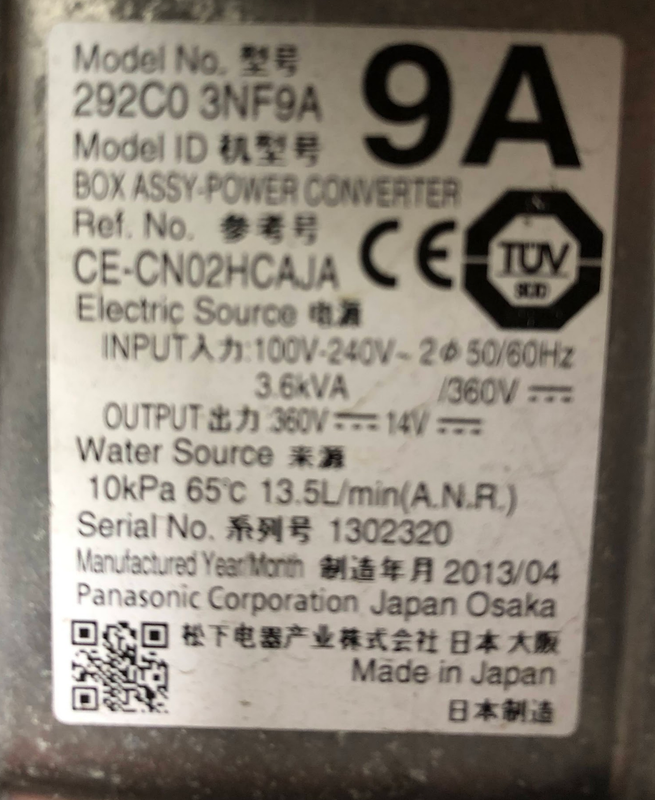 Model No. 型号
292C0 3NF9A
9A
Model ID 机型号
BOX ASSY-POWER CONVERTER
Ref. No. 参考号
CE-CN02HCAJA
CE
TÜV
Electric Source 电源
INPUT入力:100V-240V~ 2ϕ 50/60Hz
3.6kVA /360V ⎓
OUTPUT出力:360V⎓ 14V ⎓
Water Source 来源
10kPa 65℃ 13.5L/min(A.N.R.)
Serial No. 系列号 1302320
Manufactured Year/Month 制造年月 2013/04
Panasonic Corporation Japan Osaka
松下电器产业株式会社 日本 大阪
Made in Japan
日本制造